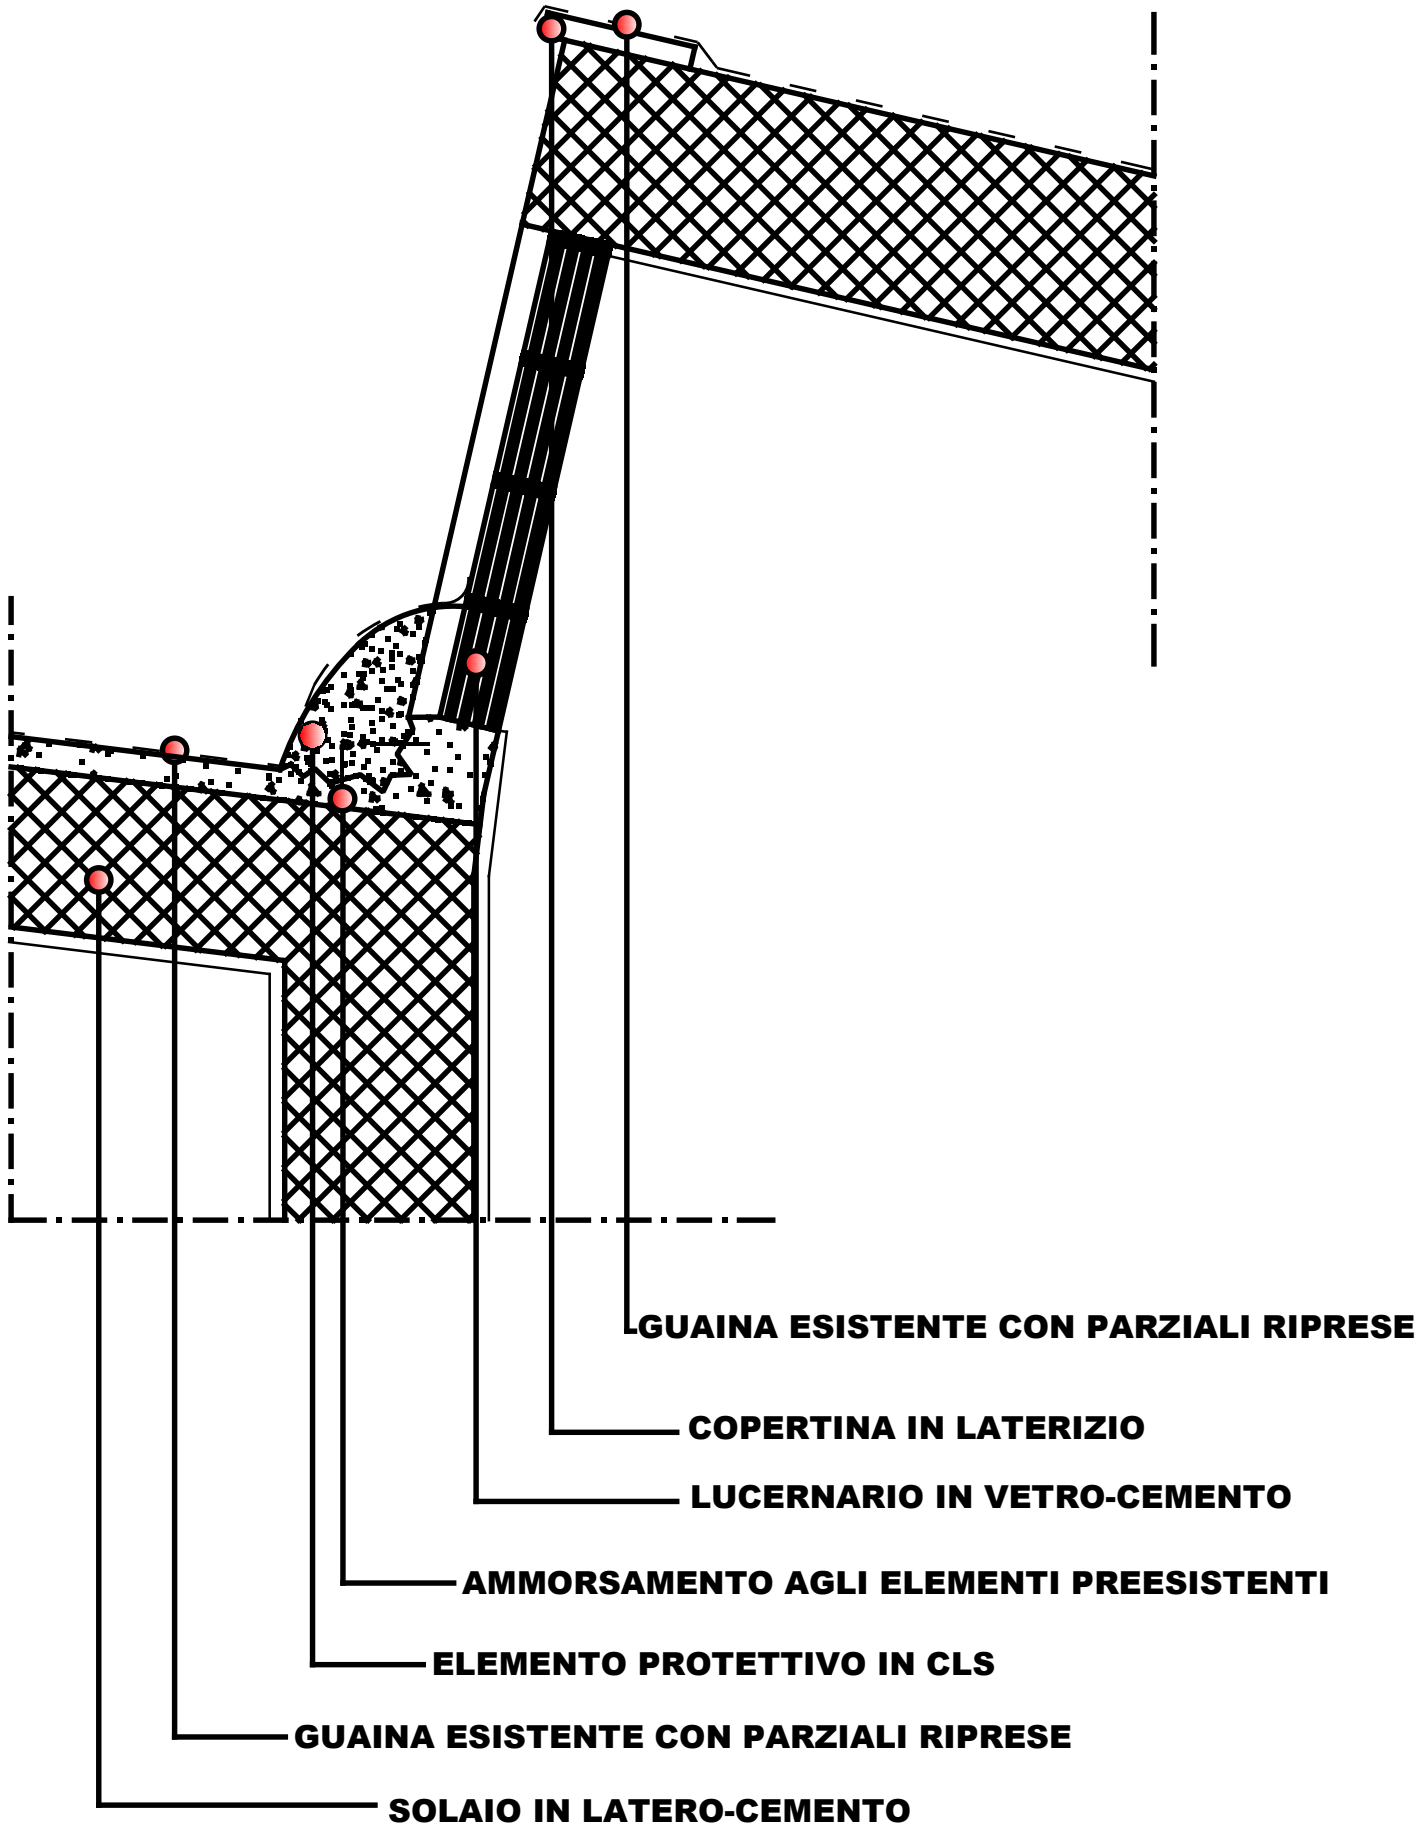 GUAINA ESISTENTE CON PARZIALI RIPRESE
COPERTINA IN LATERIZIO
LUCERNARIO IN VETRO-CEMENTO
AMMORSAMENTO AGLI ELEMENTI PREESISTENTI
ELEMENTO PROTETTIVO IN CLS
GUAINA ESISTENTE CON PARZIALI RIPRESE
SOLAIO IN LATERO-CEMENTO